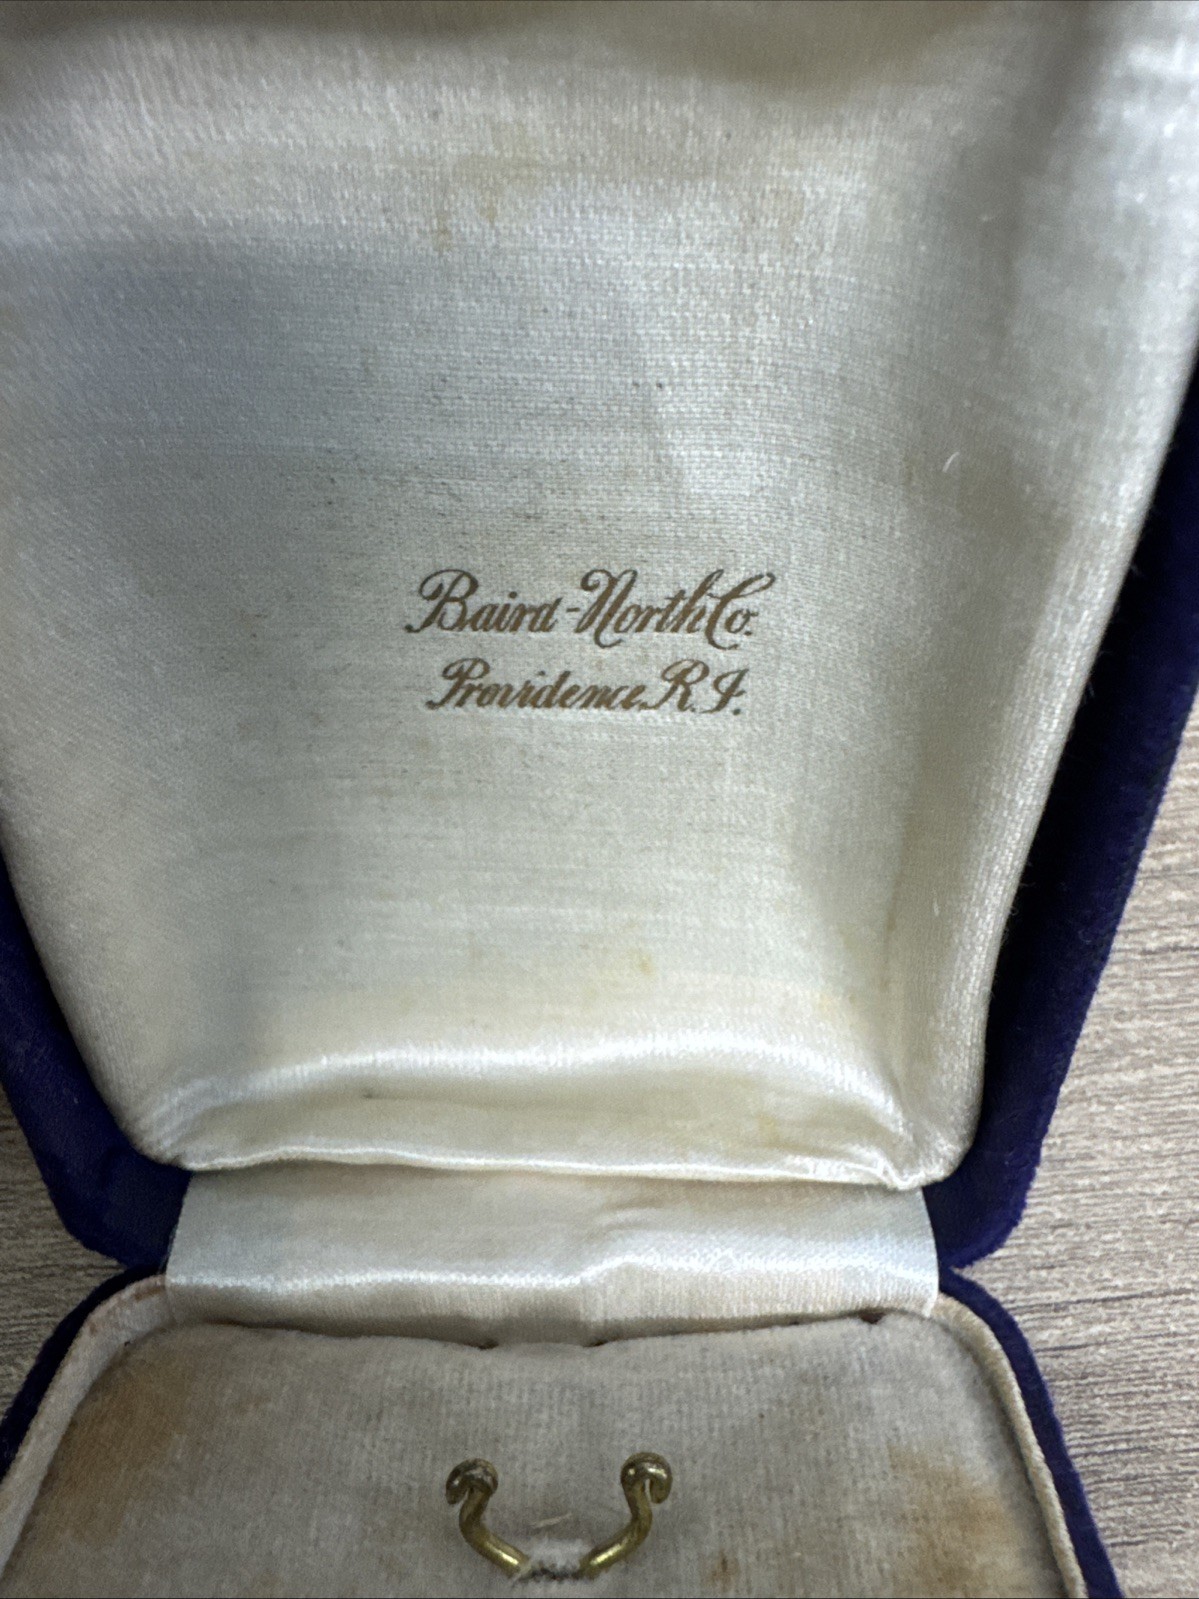 Baird-North Co.
Providence, R.I.